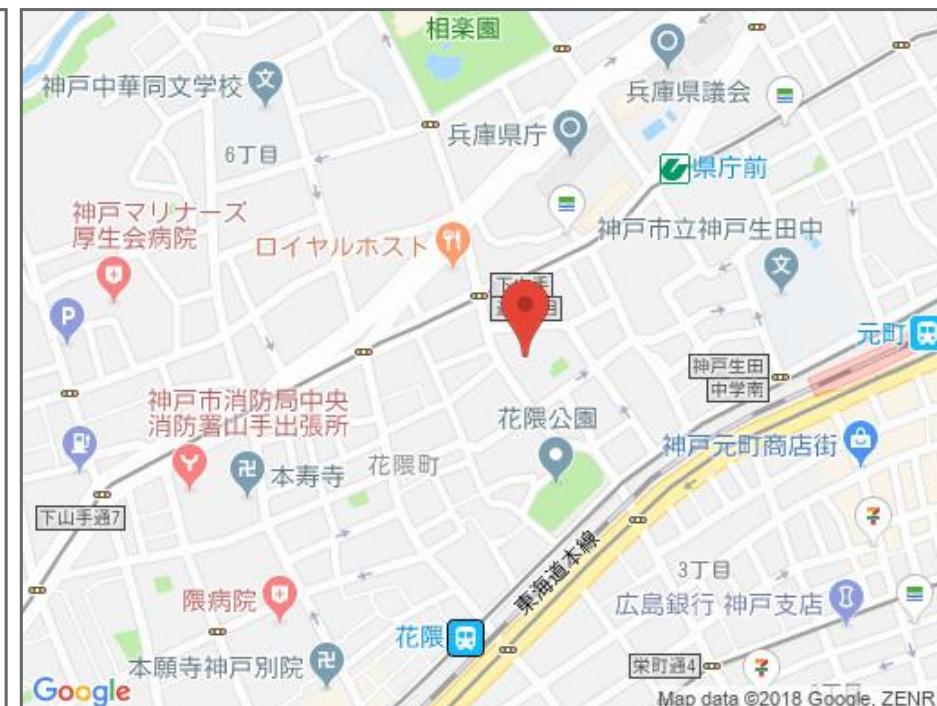 相楽園
神戸中華同文学校
兵庫県議会
兵庫県庁
6丁目
県庁前
神戸マリナーズ
厚生会病院
ロイヤルホスト
神戸市立神戸生田中
下山手
目
元町
神戸生田
中学南
神戸市消防局中央
消防署山手出張所
花隈公園
神戸元町商店街
本寿寺
花隈町
下山手通7
東海道本線
3丁目
隈病院
広島銀行 神戸支店
花隈
本願寺神戸別院
栄町通4
Google
Map data ©2018 Google, ZENR